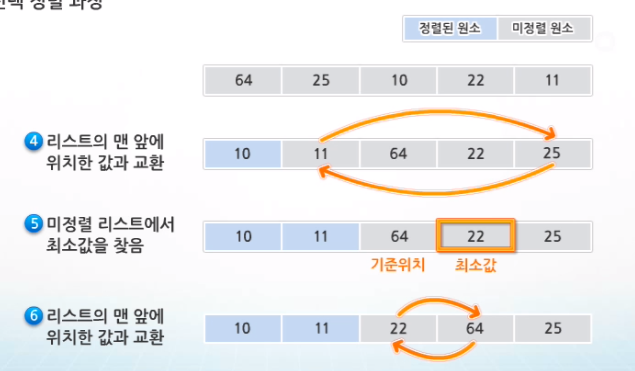 선택 정렬 과정
정렬된 원소 미정렬 원소
64 25 10 22 11
4 리스트의 맨 앞에
위치한 값과 교환
10 11 64 22 25
5 미정렬 리스트에서
최소값을 찾음
10 11 64 22 25
기준위치 최소값
6 리스트의 맨 앞에
위치한 값과 교환
10 11 22 64 25